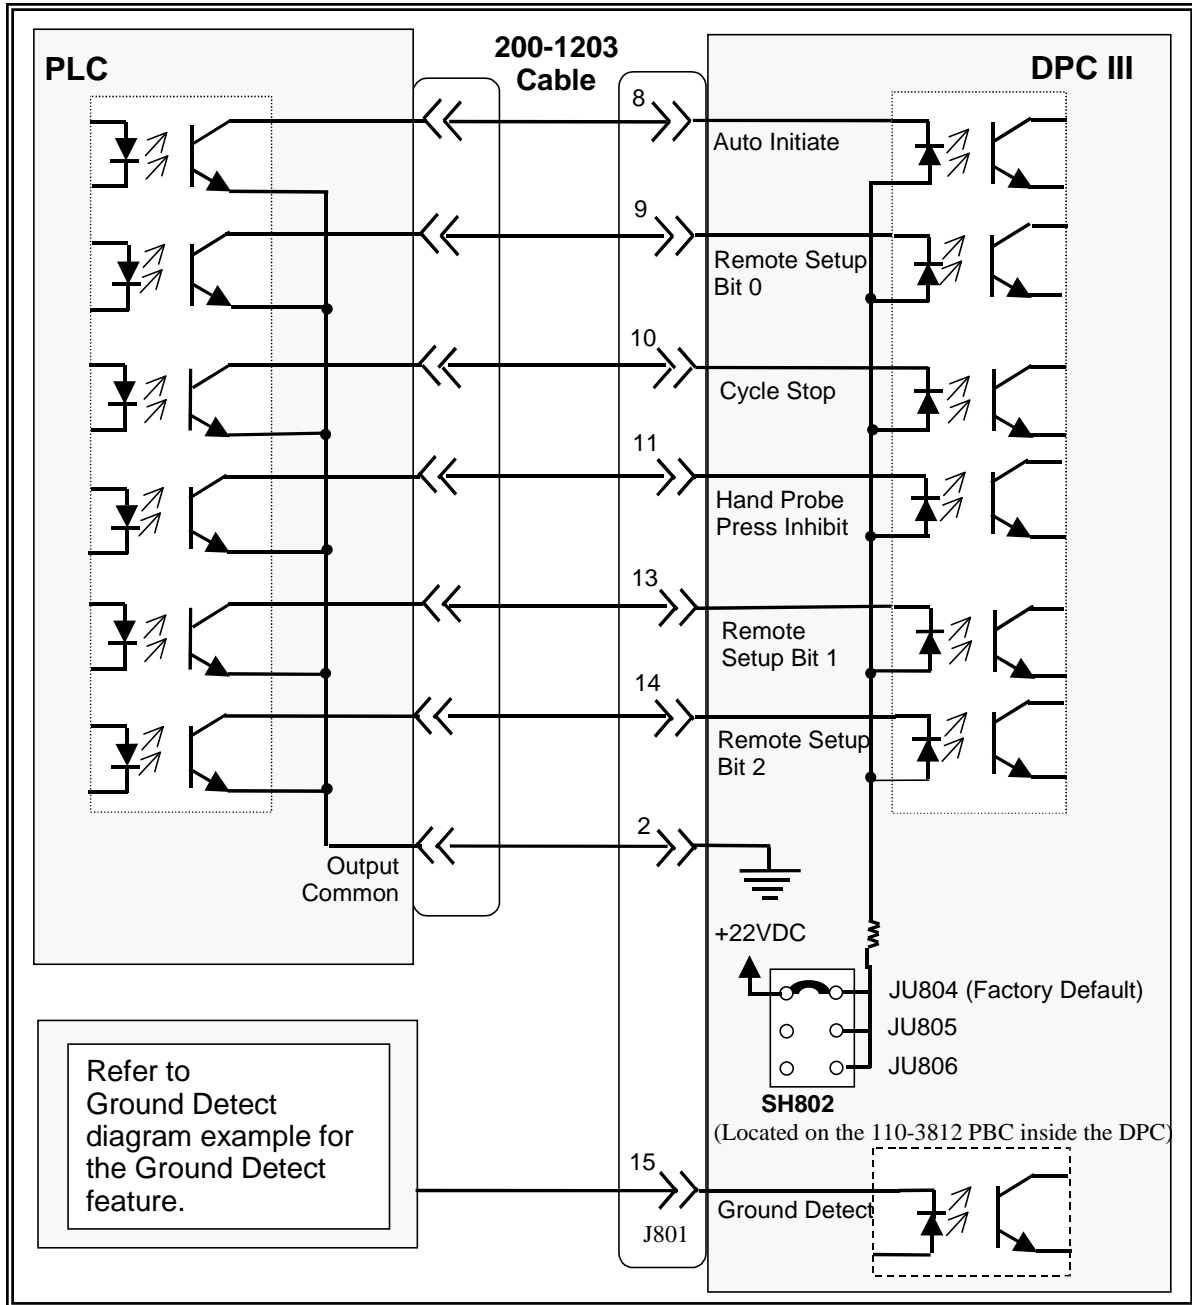 PLC
200-1203
Cable
DPC III
8
Auto Initiate
9
Remote Setup
Bit 0
10
Cycle Stop
11
Hand Probe
Press Inhibit
13
Remote
Setup Bit 1
14
Remote Setup
Bit 2
2
Output
Common
+22VDC
JU804 (Factory Default)
JU805
JU806
SH802
(Located on the 110-3812 PBC inside the DPC)
Refer to
Ground Detect
diagram example for
the Ground Detect
feature.
15
Ground Detect
J801